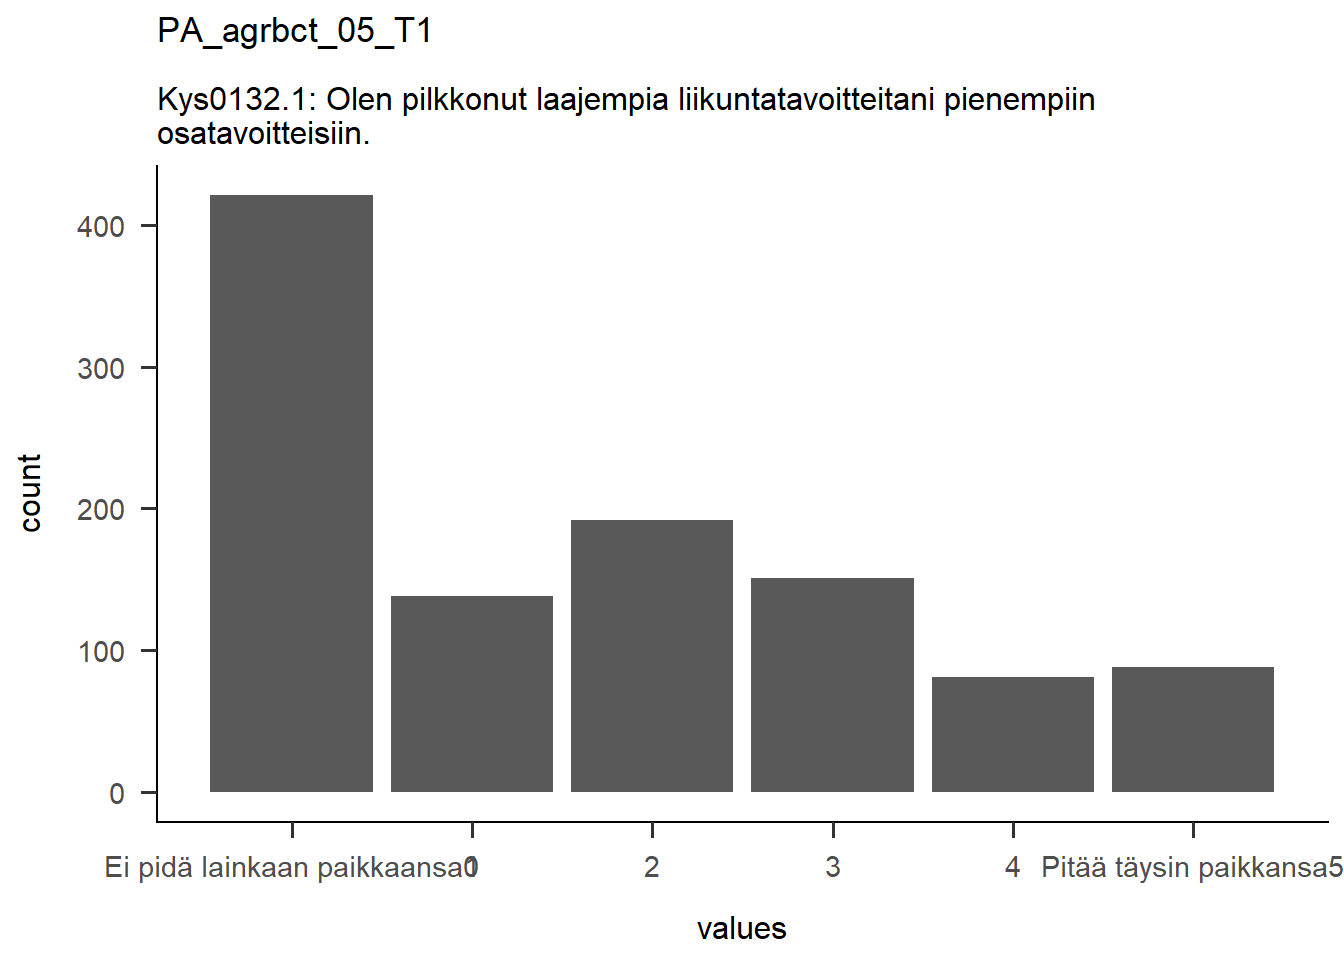 PA_agrbct_05_T1
Kys0132.1: Olen pilkkonut laajempia liikuntatavoitteitani pienempiin
osatavoitteisiin.
400
300
200
100
0
count
Ei pidä lainkaan paikkaansa0
1
2
3
4
Pitää täysin paikkansa5
values